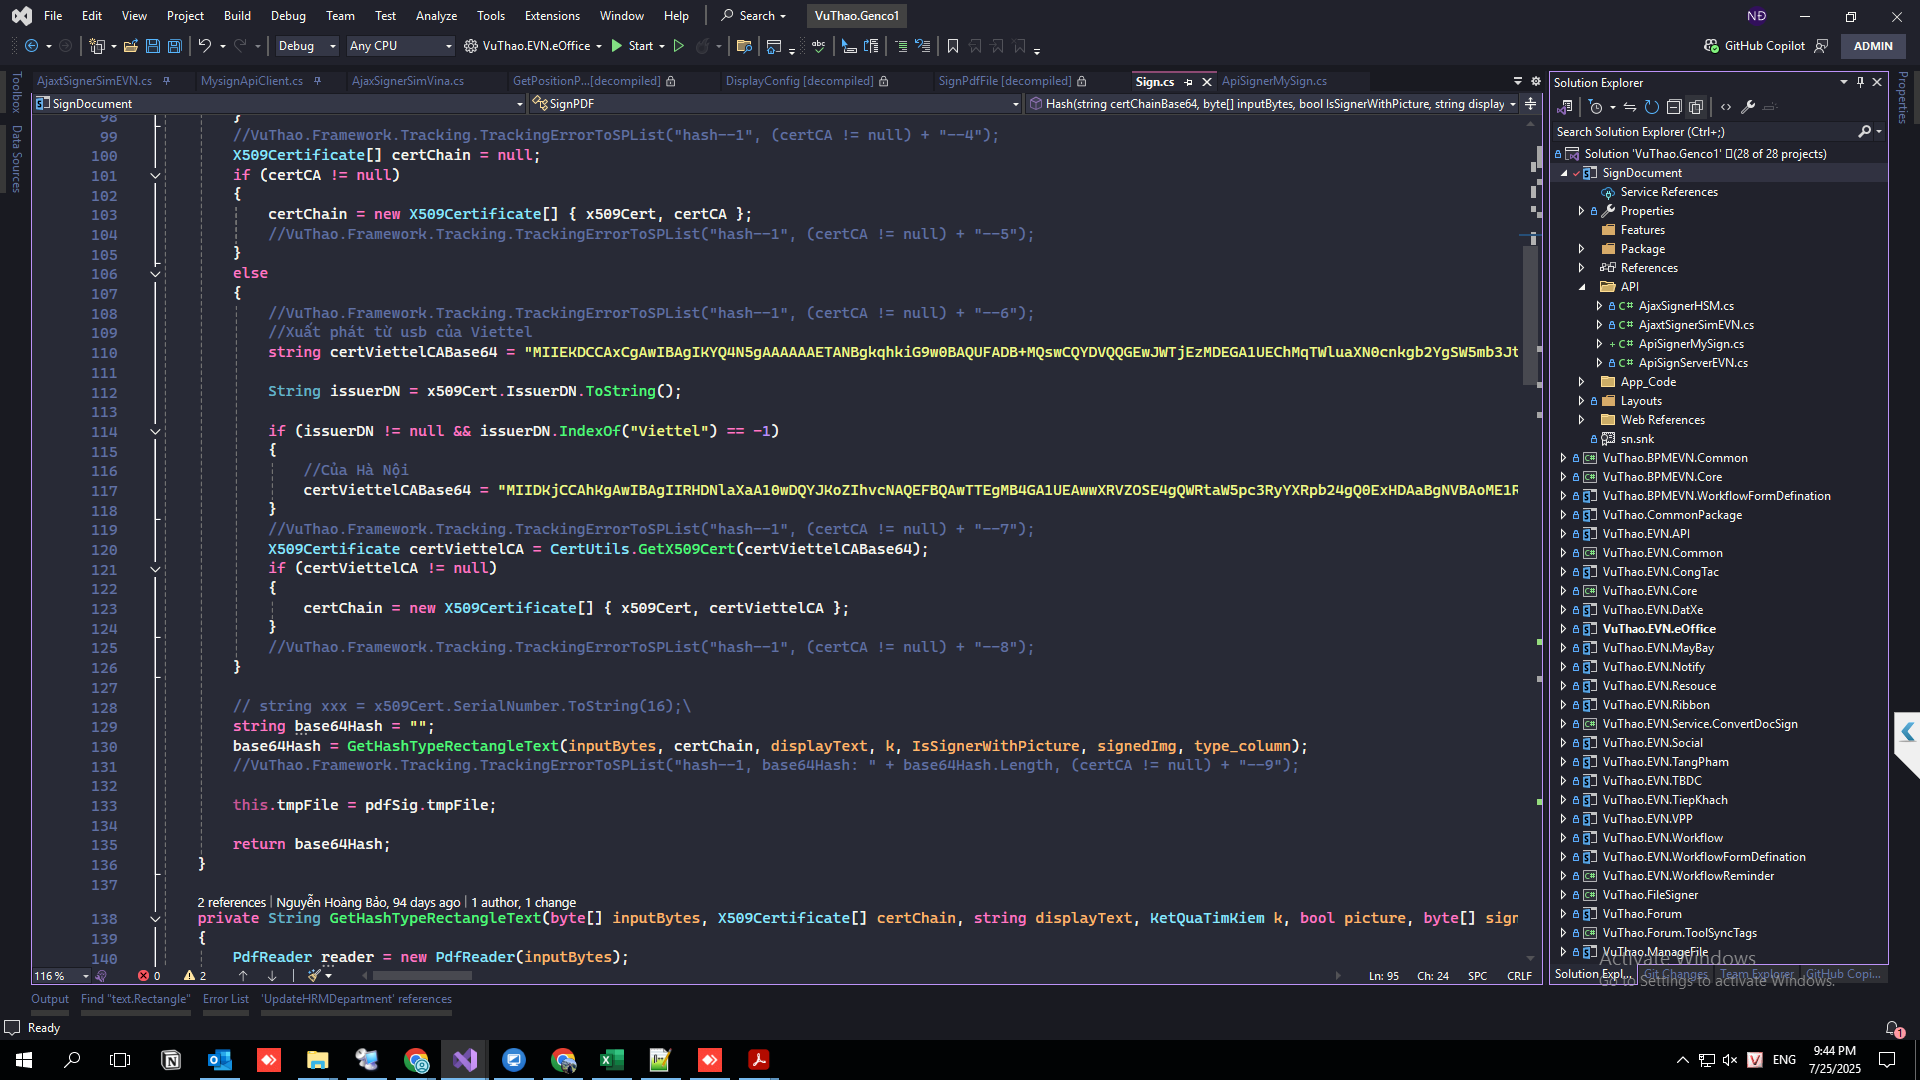 File Edit View Project Build Debug Team Test Analyze Tools Extensions Window Help Search VuThao.Genco1 NĐ
Debug Any CPU VuThao.EVN.eOffice Start GitHub Copilot ADMIN
AjaxtSignerSimEVN.cs MysignApiClient.cs AjaxSignerSimVina.cs GetPositionP...[decompiled] DisplayConfig [decompiled] SignPdfFile [decompiled] Sign.cs ApiSignerMySign.cs
SignDocument SignPDF Hash(string certChainBase64, byte[] inputBytes, bool IsSignerWithPicture, string display
Toolbox
Data Sources
98 }
99 //VuThao.Framework.Tracking.TrackingErrorToSPList("hash--1", (certCA != null) + "--4");
100 X509Certificate[] certChain = null;
101 if (certCA != null)
102 {
103 certChain = new X509Certificate[] { x509Cert, certCA };
104 //VuThao.Framework.Tracking.TrackingErrorToSPList("hash--1", (certCA != null) + "--5");
105 }
106 else
107 {
108 //VuThao.Framework.Tracking.TrackingErrorToSPList("hash--1", (certCA != null) + "--6");
109 //Xuất phát từ usb của Viettel
110 string certViettelCABase64 = "MIIEKDCCAxCgAwIBAgIKYQ4N5gAAAAAAETANBgkqhkiG9w0BAQUFADB+MQswCQYDVQQGEwJWTjEzMDEGA1UEChMqTWluaXN0cnkgb2YgSW5mb3Jt
111
112 String issuerDN = x509Cert.IssuerDN.ToString();
113
114 if (issuerDN != null && issuerDN.IndexOf("Viettel") == -1)
115 {
116 //Của Hà Nội
117 certViettelCABase64 = "MIIDKjCCAhKgAwIBAgIIRHDNlaXaA10wDQYJKoZIhvcNAQEFBQAwTTEgMB4GA1UEAwwXRVZOSE4gQWRtaW5pc3RyYXRpb24gQ0ExHDAaBgNVBAoME1R
118 }
119 //VuThao.Framework.Tracking.TrackingErrorToSPList("hash--1", (certCA != null) + "--7");
120 X509Certificate certViettelCA = CertUtils.GetX509Cert(certViettelCABase64);
121 if (certViettelCA != null)
122 {
123 certChain = new X509Certificate[] { x509Cert, certViettelCA };
124 }
125 //VuThao.Framework.Tracking.TrackingErrorToSPList("hash--1", (certCA != null) + "--8");
126 }
127
128 // string xxx = x509Cert.SerialNumber.ToString(16);\
129 string base64Hash = "";
130 base64Hash = GetHashTypeRectangleText(inputBytes, certChain, displayText, k, IsSignerWithPicture, signedImg, type_column);
131 //VuThao.Framework.Tracking.TrackingErrorToSPList("hash--1, base64Hash: " + base64Hash.Length, (certCA != null) + "--9");
132
133 this.tmpFile = pdfSig.tmpFile;
134
135 return base64Hash;
136 }
137
2 references | Nguyễn Hoàng Bảo, 94 days ago | 1 author, 1 change
138 private String GetHashTypeRectangleText(byte[] inputBytes, X509Certificate[] certChain, string displayText, KetQuaTimKiem k, bool picture, byte[] sign
139 {
140 PdfReader reader = new PdfReader(inputBytes);
116 % 0 2 Ln: 95 Ch: 24 SPC CRLF
Output Find "text.Rectangle" Error List 'UpdateHRMDepartment' references
Ready
Solution Explorer
Search Solution Explorer (Ctrl+;)
Solution 'VuThao.Genco1' (28 of 28 projects)
SignDocument
Service References
Properties
Features
Package
References
API
AjaxSignerHSM.cs
AjaxtSignerSimEVN.cs
ApiSignerMySign.cs
ApiSignServerEVN.cs
App_Code
Layouts
Web References
sn.snk
VuThao.BPMEVN.Common
VuThao.BPMEVN.Core
VuThao.BPMEVN.WorkflowFormDefination
VuThao.CommonPackage
VuThao.EVN.API
VuThao.EVN.Common
VuThao.EVN.CongTac
VuThao.EVN.Core
VuThao.EVN.DatXe
VuThao.EVN.eOffice
VuThao.EVN.MayBay
VuThao.EVN.Notify
VuThao.EVN.Resouce
VuThao.EVN.Ribbon
VuThao.EVN.Service.ConvertDocSign
VuThao.EVN.Social
VuThao.EVN.TangPham
VuThao.EVN.TBDC
VuThao.EVN.TiepKhach
VuThao.EVN.VPP
VuThao.EVN.Workflow
VuThao.EVN.WorkflowFormDefination
VuThao.EVN.WorkflowReminder
VuThao.FileSigner
VuThao.Forum
VuThao.Forum.ToolSyncTags
VuThao.ManageFile
Solution Expl... Git Changes Team Explorer GitHub Copi...
Properties
Activate Windows
Go to Settings to activate Windows.
1
ENG 9:44 PM
7/25/2025